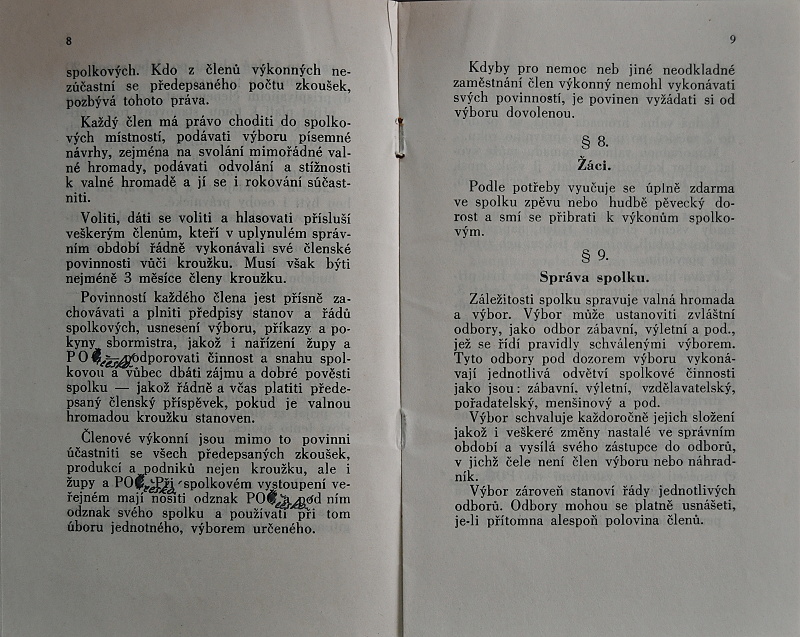 8
spolkových. Kdo z členů výkonných ne-
zúčastní se předepsaného počtu zkoušek,
pozbývá tohoto práva.
Každý člen má právo choditi do spolko-
vých místností, podávati výboru písemné
návrhy, zejména na svolání mimořádné val-
né hromady, podávati odvolání a stížnosti
k valné hromadě a jí se i rokování súčast-
niti.
Voliti, dáti se voliti a hlasovati přísluší
veškerým členům, kteří v uplynulém správ-
ním období řádně vykonávali své členské
povinnosti vůči kroužku. Musí však býti
nejméně 3 měsíce členy kroužku.
Povinností každého člena jest přísně za-
chovávati a plniti předpisy stanov a řádů
spolkových, usnesení výboru, příkazy a po-
kyny sbormistra, jakož i nařízení župy a
PO podporovati činnost a snahu spol-
kovou a vůbec dbáti zájmu a dobré pověsti
spolku — jakož řádně a včas platiti přede-
psaný členský příspěvek, pokud je valnou
hromadou kroužku stanoven.
Členové výkonní jsou mimo to povinni
účastniti se všech předepsaných zkoušek,
produkcí a podniků nejen kroužku, ale i
župy a PO Při spolkovém vystoupení ve-
řejném mají nositi odznak PO a pod ním
odznak svého spolku a používati při tom
úboru jednotného, výborem určeného.
9
Kdyby pro nemoc neb jiné neodkladné
zaměstnání člen výkonný nemohl vykonávati
svých povinností, je povinen vyžádati si od
výboru dovolenou.
§ 8.
Žáci.
Podle potřeby vyučuje se úplně zdarma
ve spolku zpěvu nebo hudbě pěvecký do-
rost a smí se přibrati k výkonům spolko-
vým.
§ 9.
Správa spolku.
Záležitosti spolku spravuje valná hromada
a výbor. Výbor může ustanoviti zvláštní
odbory, jako odbor zábavní, výletní a pod.,
jež se řídí pravidly schválenými výborem.
Tyto odbory pod dozorem výboru vykoná-
vají jednotlivá odvětví spolkové činnosti
jako jsou: zábavní, výletní, vzdělavatelský,
pořadatelský, menšinový a pod.
Výbor schvaluje každoročně jejich složení
jakož i veškeré změny nastalé ve správním
období a vysílá svého zástupce do odborů,
v jichž čele není člen výboru nebo náhrad-
ník.
Výbor zároveň stanoví řády jednotlivých
odborů. Odbory mohou se platně usnášeti,
je-li přítomna alespoň polovina členů.